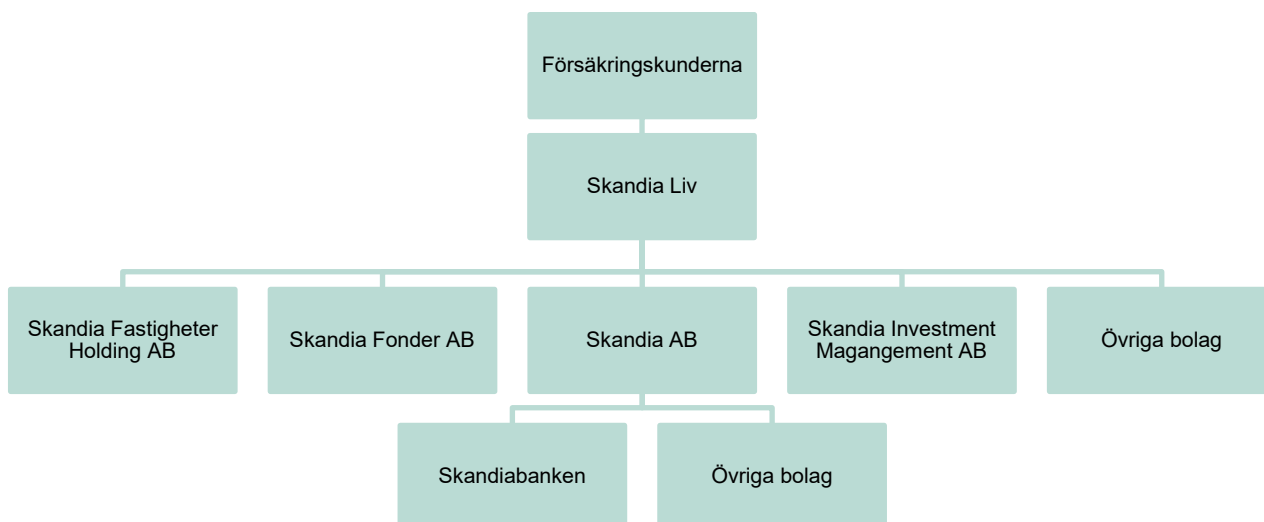 Försäkringskunderna
Skandia Liv
Skandia Fastigheter
Holding AB
Skandia Fonder AB
Skandia AB
Skandia Investment
Magangement AB
Övriga bolag
Skandiabanken
Övriga bolag